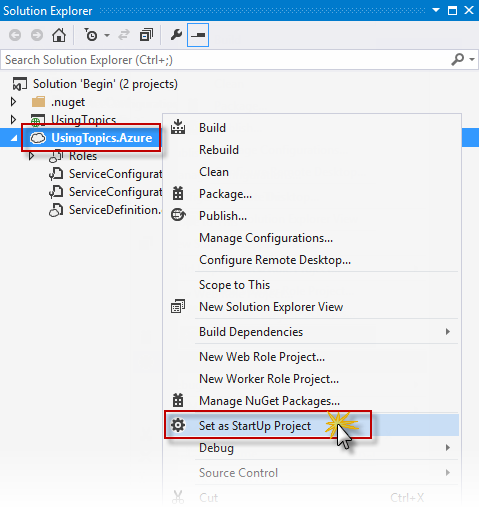 Solution Explorer
Search Solution Explorer (Ctrl+;)
Solution 'Begin' (2 projects)
.nuget
UsingTopics
UsingTopics.Azure
Roles
ServiceConfigurat
ServiceConfigurat
ServiceDefinition.
Build
Rebuild
Clean
Package...
Publish...
Manage Configurations...
Configure Remote Desktop...
Scope to This
New Solution Explorer View
Build Dependencies
New Web Role Project...
New Worker Role Project...
Manage NuGet Packages...
Set as StartUp Project
Debug
Source Control
Cut Ctrl+X